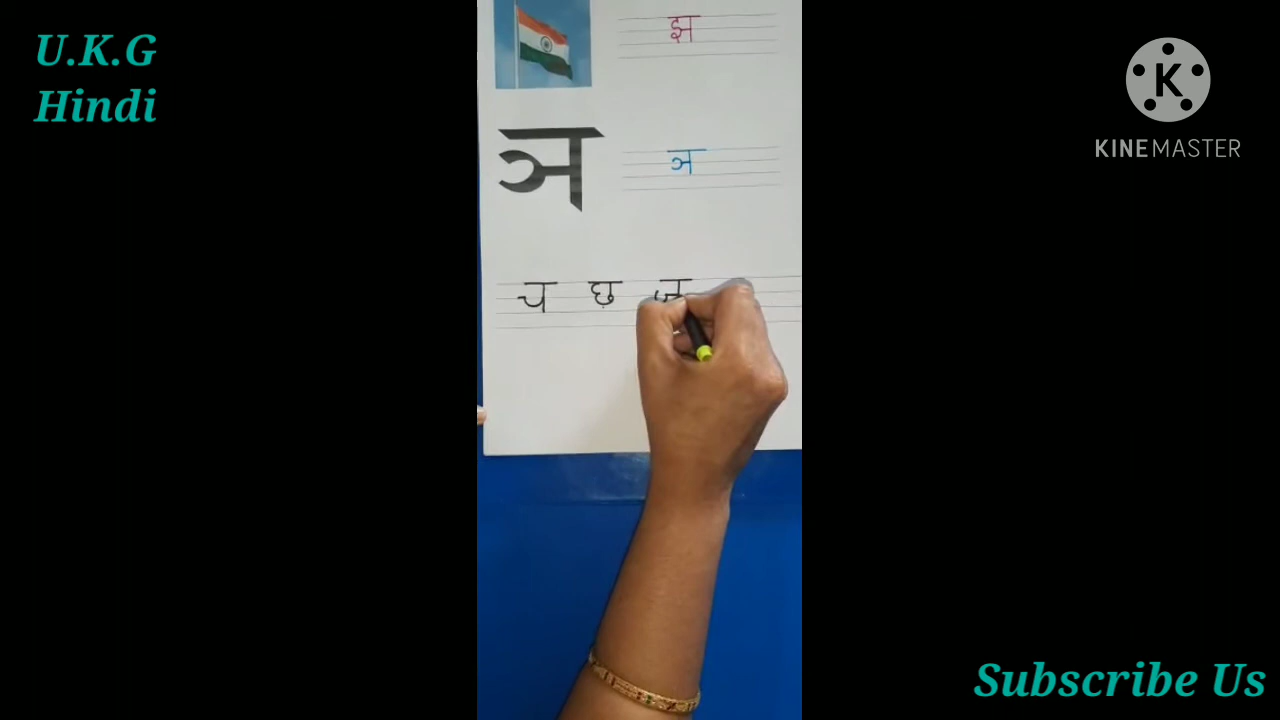 U.K.G
Hindi
झ
ञ
ञ
च छ ज
K
KINEMASTER
Subscribe Us